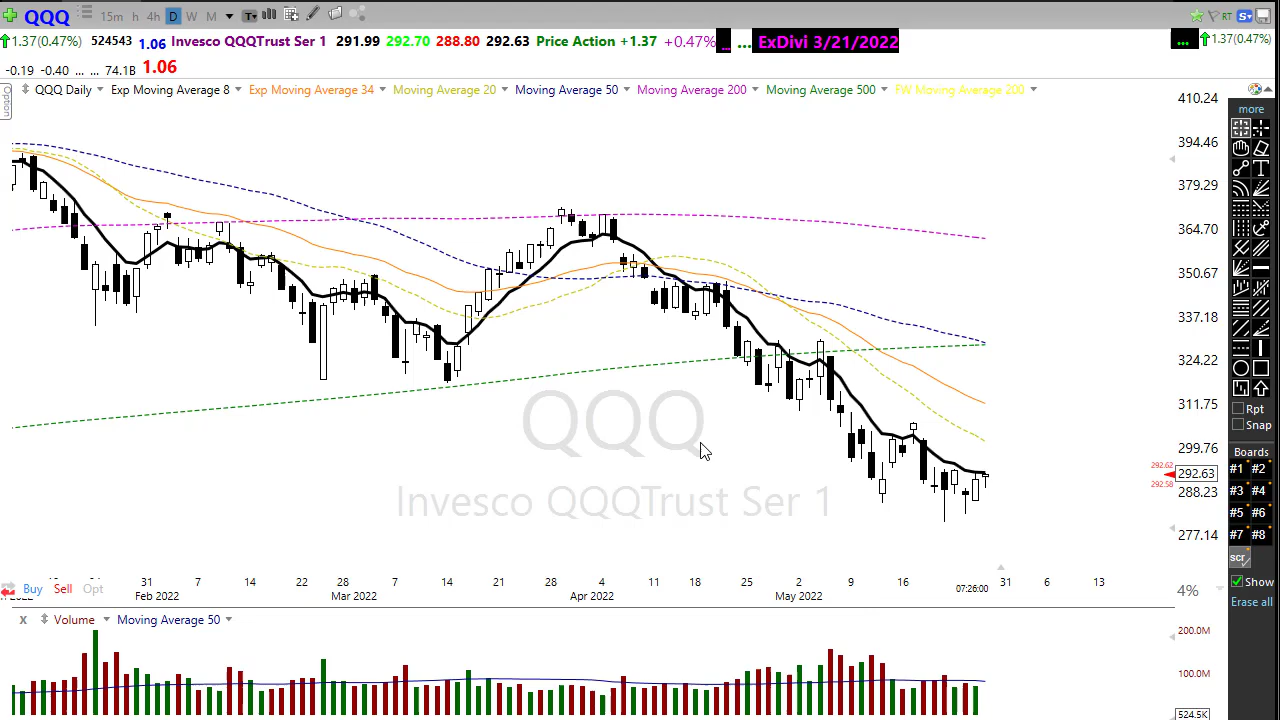 QQQ 15m h 4h D W M T RT S
1.37(0.47%) 524543 1.06 Invesco QQQTrust Ser 1 291.99 292.70 288.80 292.63 Price Action +1.37 +0.47% ... ... ExDivi 3/21/2022 ... 1.37(0.47%)
-0.19 -0.40 ... ... 74.1B 1.06
Option
QQQ Daily Exp Moving Average 8 Exp Moving Average 34 Moving Average 20 Moving Average 50 Moving Average 200 Moving Average 500 FW Moving Average 200
410.24
394.46
379.29
364.70
350.67
337.18
324.22
311.75
299.76
292.62
292.63
292.58
288.23
277.14
more
Rpt
Snap
Boards
#1 #2
#3 #4
#5 #6
#7 #8
scr
Show
Erase all
QQQ
Invesco QQQTrust Ser 1
31 7 14 22 28 7 14 21 28 4 11 18 25 2 9 16 31 6 13
Feb 2022 Mar 2022 Apr 2022 May 2022 07:26:00
Buy Sell Opt 4%
X Volume Moving Average 50
200.0M
100.0M
524.5K